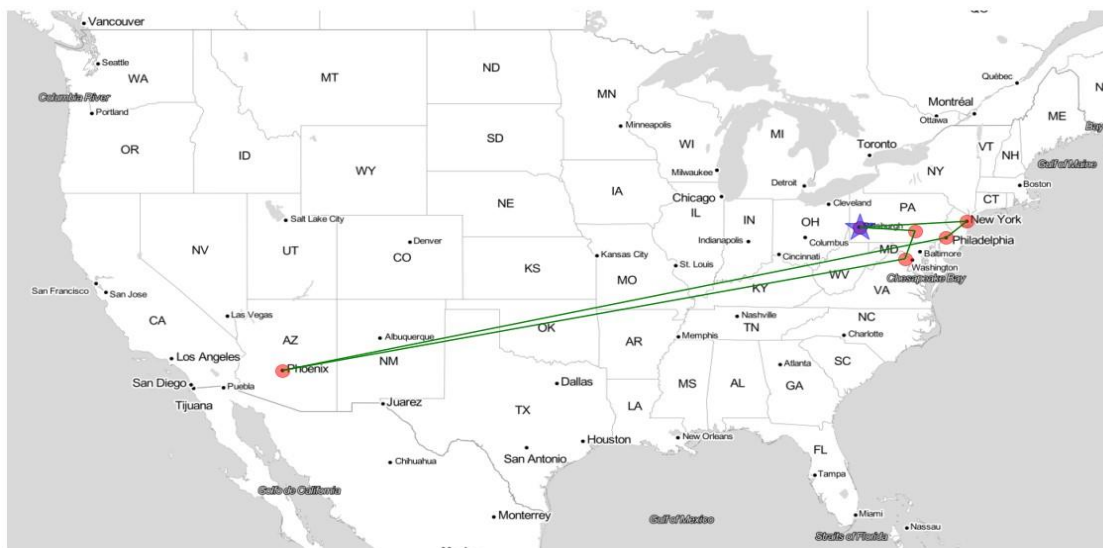 QC
Vancouver
Seattle
WA
MT
ND
MN
Québec
Montréal
Ottawa
ME
Columbia River
Portland
Minneapolis
OR
ID
SD
WI
MI
Toronto
VT
NH
Bay
Gulf of Maine
WY
Milwaukee
Detroit
NY
Boston
IA
Chicago
CT
NE
Cleveland
PA
Salt Lake City
IL
IN
OH
New York
NV
UT
Denver
Indianapolis
Columbus
MD
Philadelphia
CO
Kansas City
Cincinnati
Baltimore
KS
St. Louis
WV
Washington
San Francisco
San Jose
MO
KY
Chesapeake Bay
VA
CA
Las Vegas
Nashville
NC
AZ
Albuquerque
OK
TN
Memphis
Charlotte
Los Angeles
NM
AR
SC
Phoenix
Atlanta
San Diego
Puebla
Dallas
MS
AL
GA
Tijuana
Juarez
TX
LA
Houston
New Orleans
San Antonio
FL
Chihuahua
Tampa
Golfo de California
Monterrey
Gulf of Mexico
Miami
Straits of Florida
Nassau